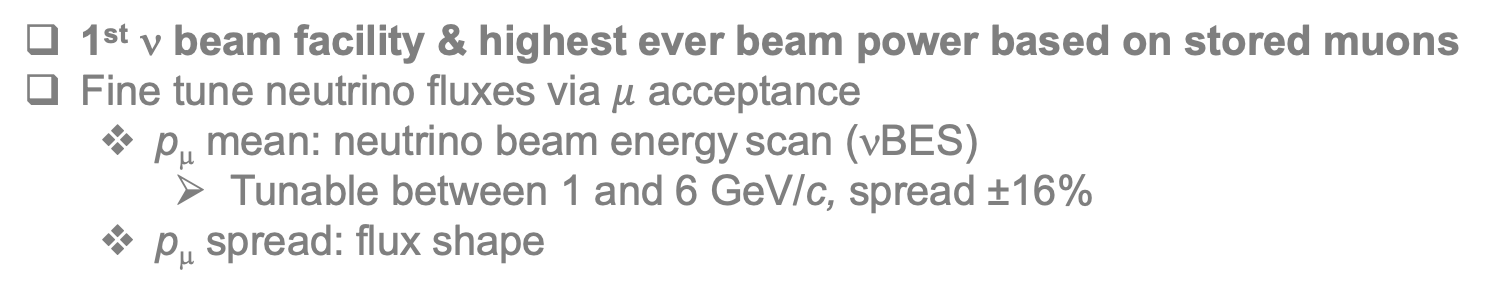 ❑ 1st ν beam facility & highest ever beam power based on stored muons
❑ Fine tune neutrino fluxes via μ acceptance
❖ pμ mean: neutrino beam energy scan (νBES)
➢ Tunable between 1 and 6 GeV/c, spread ±16%
❖ pμ spread: flux shape